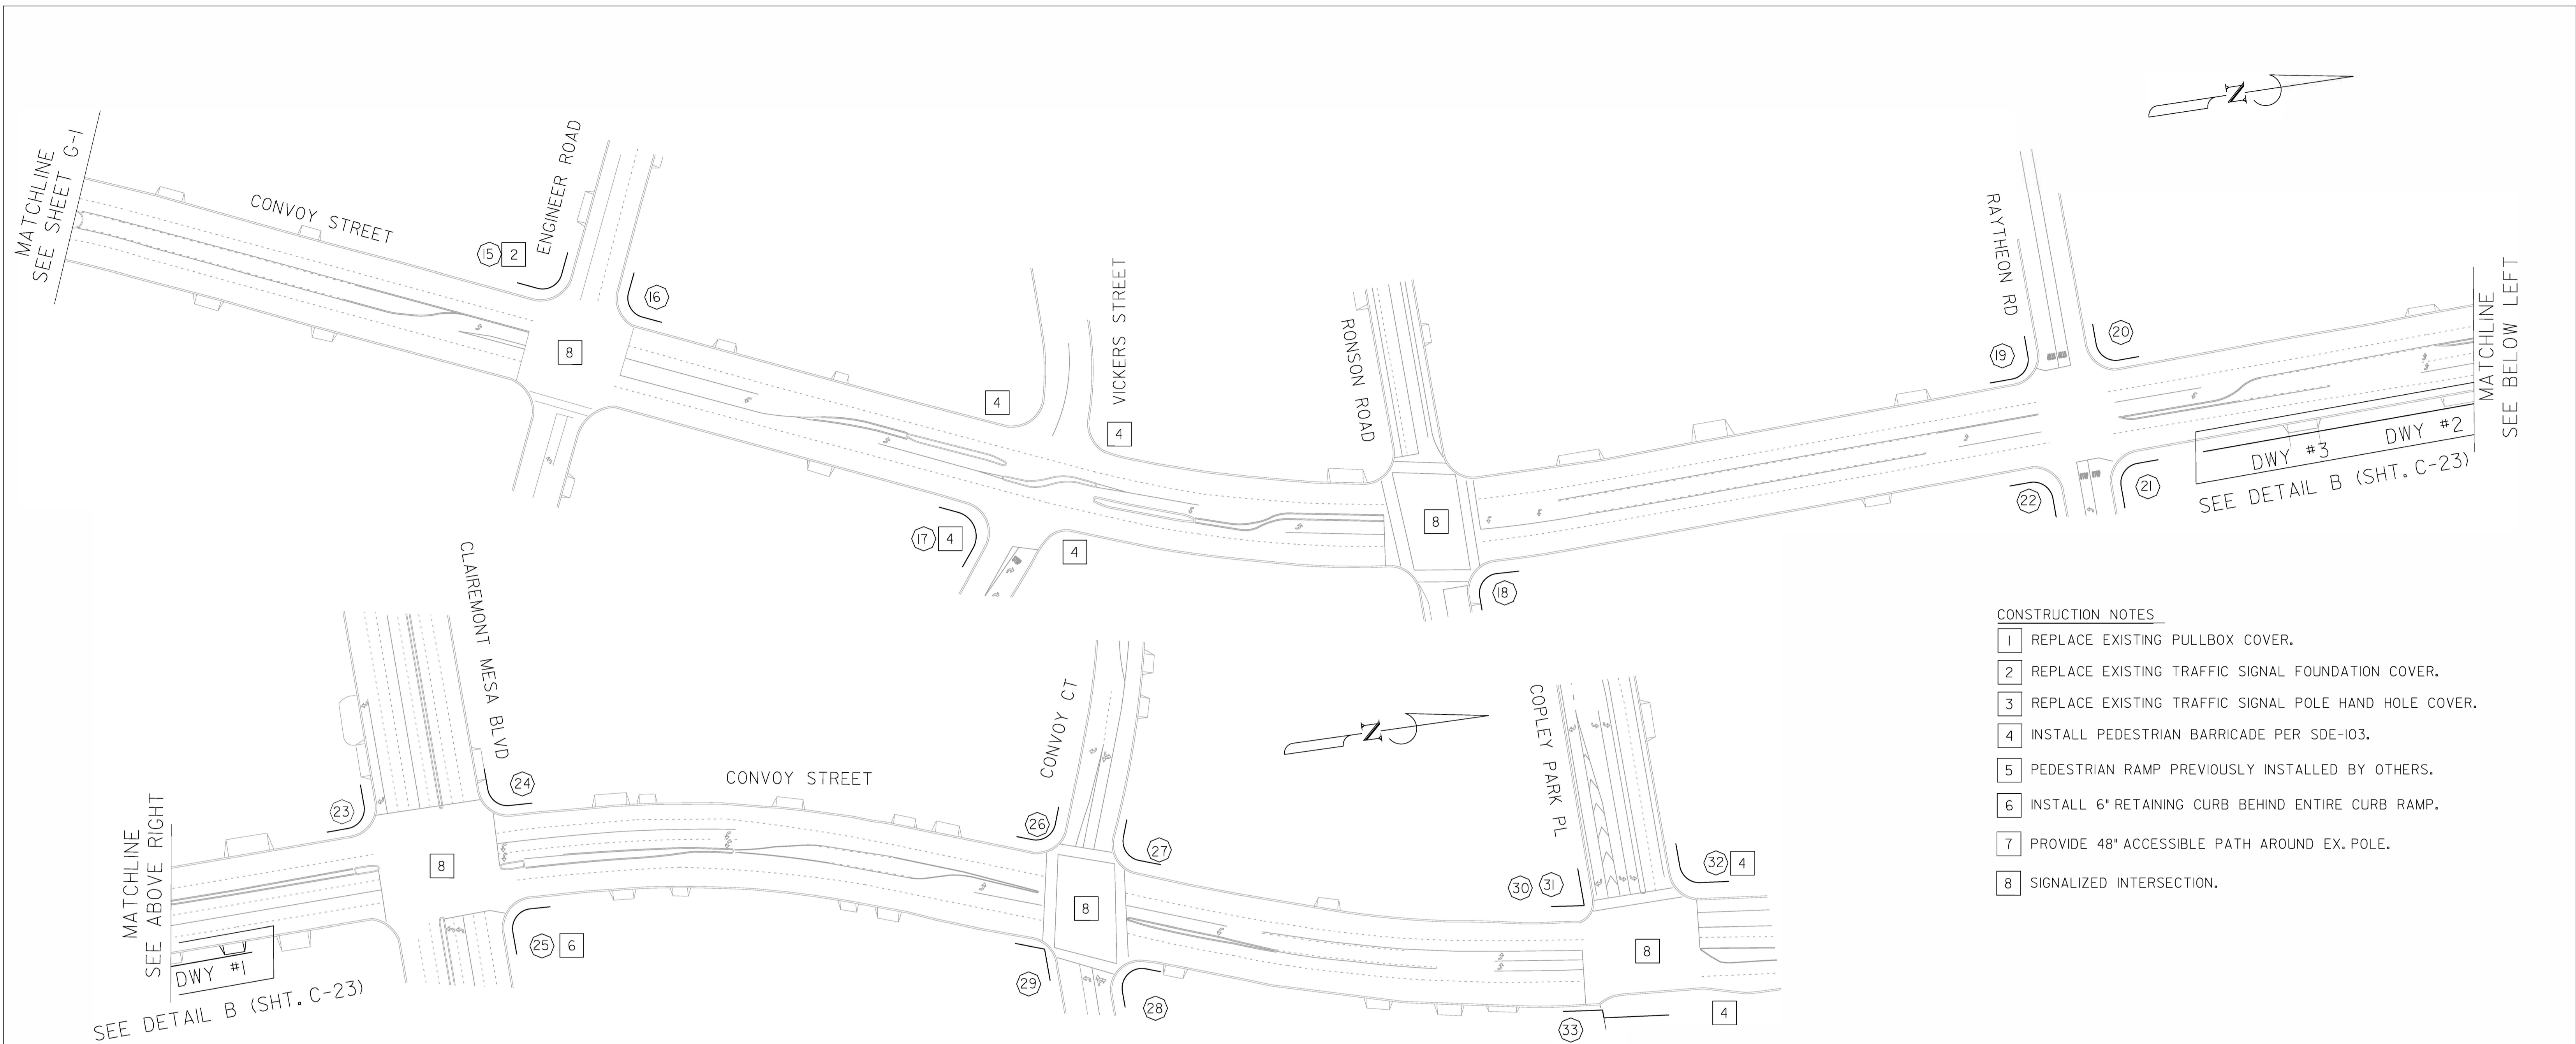 MATCHLINE
SEE SHEET G-1
CONVOY STREET
15
2
ENGINEER ROAD
16
8
4
VICKERS STREET
4
17
4
4
RONSON ROAD
8
18
RAYTHEON RD
19
20
22
21
DWY #3
DWY #2
SEE DETAIL B (SHT. C-23)
MATCHLINE
SEE BELOW LEFT
N
MATCHLINE
SEE ABOVE RIGHT
DWY #1
SEE DETAIL B (SHT. C-23)
CLAIREMONT MESA BLVD
23
24
8
25
6
CONVOY STREET
CONVOY CT
26
27
8
29
28
N
COPLEY PARK PL
30
31
32
4
8
33
4
CONSTRUCTION NOTES
1 REPLACE EXISTING PULLBOX COVER.
2 REPLACE EXISTING TRAFFIC SIGNAL FOUNDATION COVER.
3 REPLACE EXISTING TRAFFIC SIGNAL POLE HAND HOLE COVER.
4 INSTALL PEDESTRIAN BARRICADE PER SDE-103.
5 PEDESTRIAN RAMP PREVIOUSLY INSTALLED BY OTHERS.
6 INSTALL 6" RETAINING CURB BEHIND ENTIRE CURB RAMP.
7 PROVIDE 48" ACCESSIBLE PATH AROUND EX. POLE.
8 SIGNALIZED INTERSECTION.